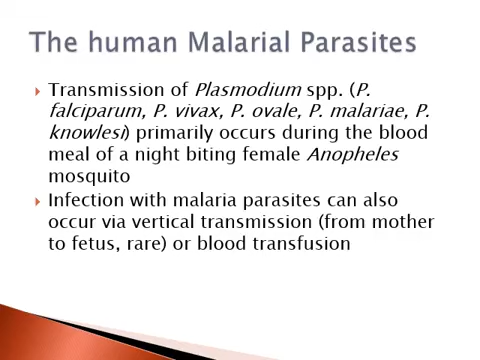 The human Malarial Parasites
Transmission of Plasmodium spp. (P.
falciparum, P. vivax, P. ovale, P. malariae, P.
knowlesi) primarily occurs during the blood
meal of a night biting female Anopheles
mosquito
Infection with malaria parasites can also
occur via vertical transmission (from mother
to fetus, rare) or blood transfusion